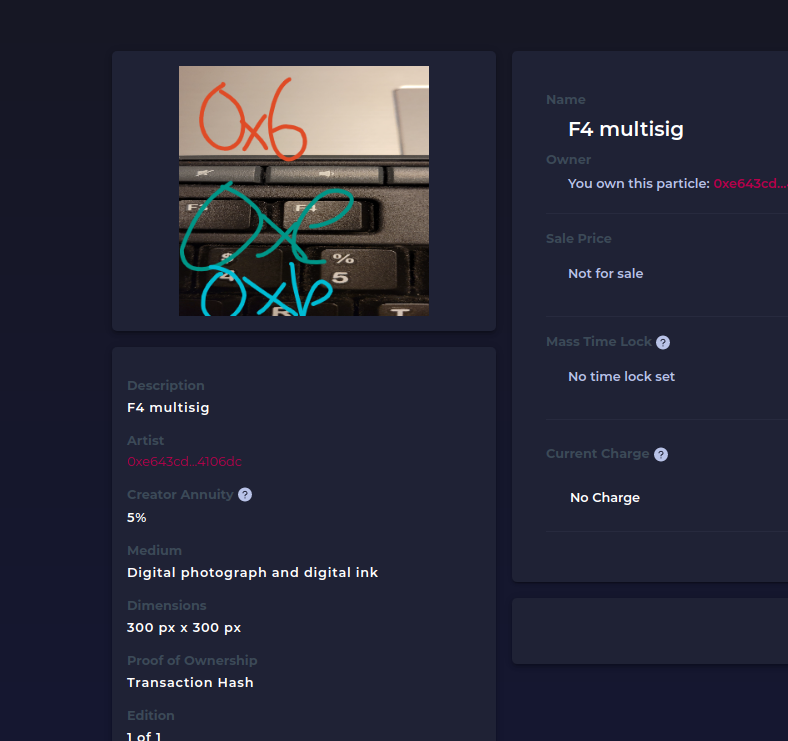 0x6
F3
F4
0xe
$
4
%
5
0xb
R
T
Description
F4 multisig
Artist
0xe643cd...4106dc
Creator Annuity ?
5%
Medium
Digital photograph and digital ink
Dimensions
300 px x 300 px
Proof of Ownership
Transaction Hash
Edition
1 of 1
Name
F4 multisig
Owner
You own this particle: 0xe643cd...
Sale Price
Not for sale
Mass Time Lock ?
No time lock set
Current Charge ?
No Charge